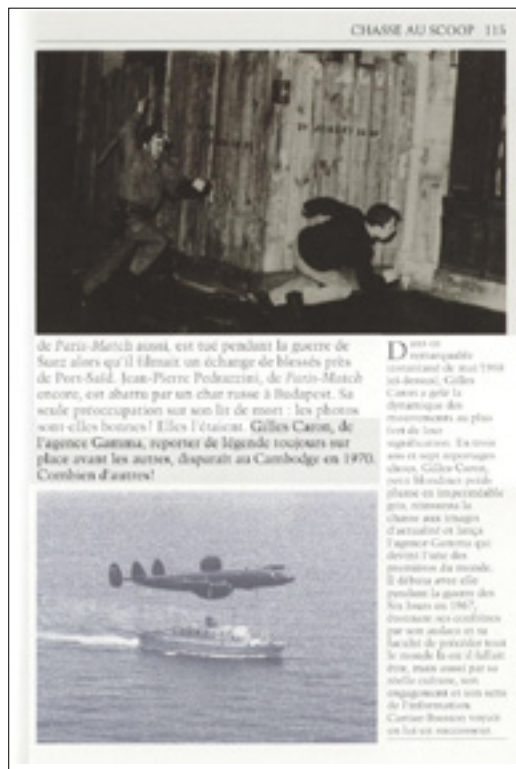 CHASSE AU SCOOP 115
de Paris-Match aussi, est tué pendant la guerre de
Suez alors qu'il filmait un échange de blessés près
de Port-Saïd. Jean-Pierre Pedrazzini, de Paris-Match
encore, est abattu par un char russe à Budapest. Sa
seule préoccupation sur son lit de mort : les photos
sont-elles bonnes? Elles l'étaient. Gilles Caron, de
l'agence Gamma, reporter de légende toujours sur
place avant les autres, disparaît au Cambodge en 1970.
Combien d'autres!
Dans ce
remarquable
instantané de mai 1968
(ci-dessus), Gilles
Caron a gelé la
dynamique des
mouvements au plus
fort de leur
signification. En trois
ans et sept reportages
chocs, Gilles Caron,
petit poids
plume en imperméable
gris, réinventa la
chasse aux images
d'actualité et lança
l'agence Gamma qui
devint l'une des
premières du monde.
Il débuta avec elle
pendant la guerre des
Six Jours en 1967,
étonnant ses confrères
par son audace et sa
faculté de précéder tout
le monde là où il fallait
être, mais aussi par sa
réelle culture, son
engagement et son sens
de l'information.
Cartier-Bresson voyait
en lui un successeur.